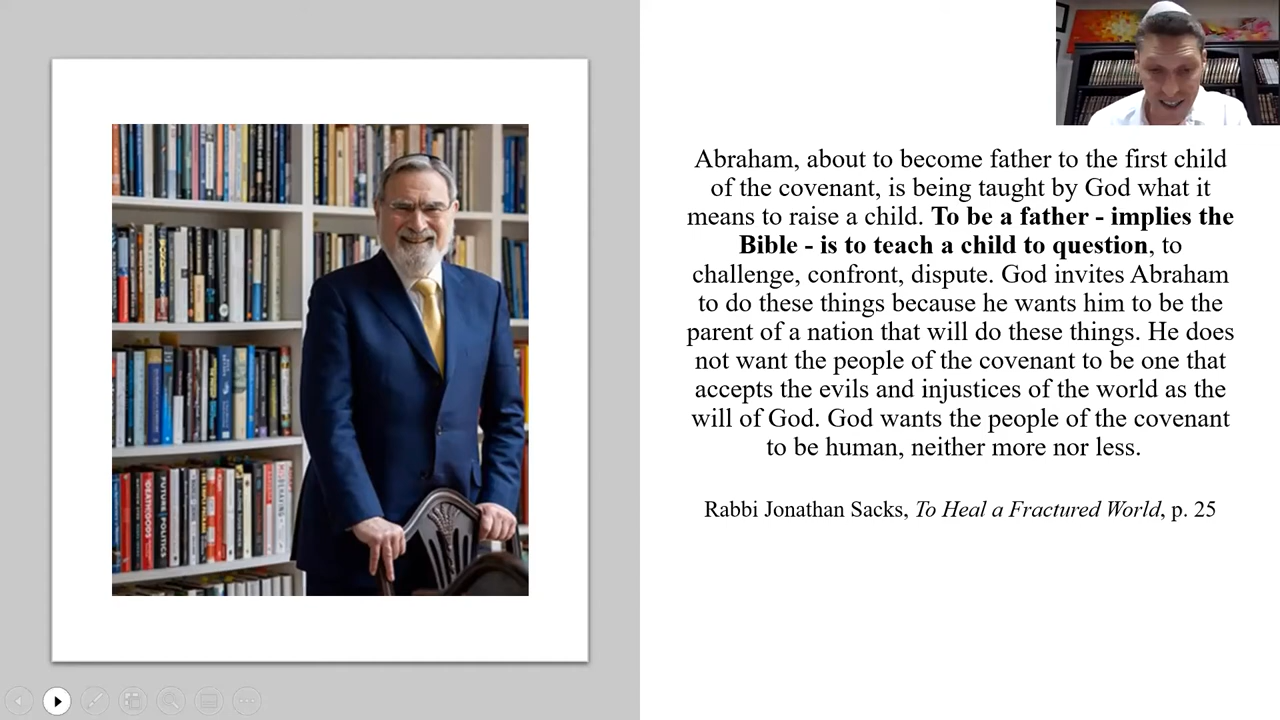 Abraham, about to become father to the first child
of the covenant, is being taught by God what it
means to raise a child. To be a father - implies the
Bible - is to teach a child to question, to
challenge, confront, dispute. God invites Abraham
to do these things because he wants him to be the
parent of a nation that will do these things. He does
not want the people of the covenant to be one that
accepts the evils and injustices of the world as the
will of God. God wants the people of the covenant
to be human, neither more nor less.
Rabbi Jonathan Sacks, To Heal a Fractured World, p. 25